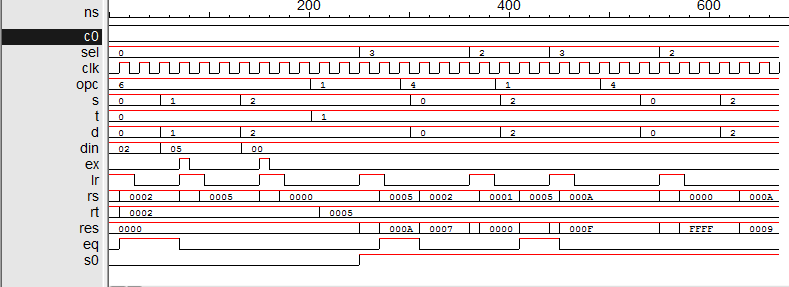 ns 200 400 600
c0
sel 0 3 2 3 2
clk
opc 6 1 4 1 4
s 0 1 2 0 2 0 2
t 0 1
d 0 1 2 0 2 0 2
din 02 05 00
ex
lr
rs 0002 0005 0000 0005 0002 0001 0005 000A 0000 000A
rt 0002 0005
res 0000 000A 0007 0000 000F FFFF 0009
eq
s0